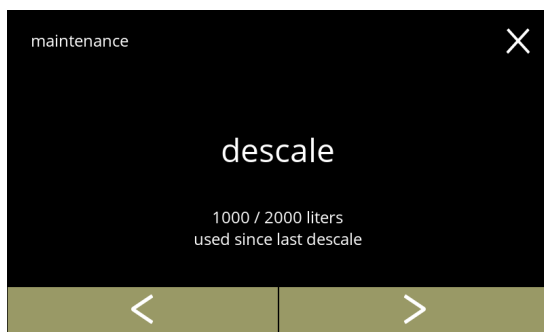 maintenance
descale
1000 / 2000 liters
used since last descale